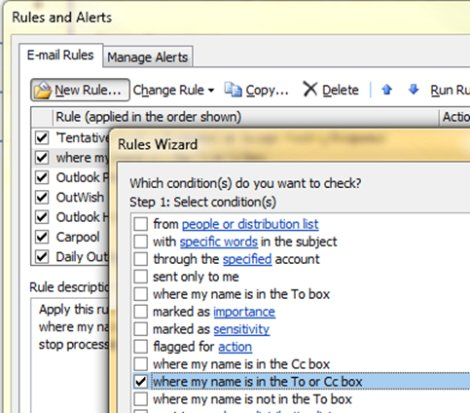 Rules and Alerts
E-mail Rules Manage Alerts
New Rule... Change Rule Copy... Delete Run Ru
Rule (applied in the order shown) Actio
'Tentative
where my
Outlook P
OutWish
Outlook H
Carpool
Daily Out
Rule descriptio
Apply this ru
where my na
stop process
Rules Wizard
Which condition(s) do you want to check?
Step 1: Select condition(s)
from people or distribution list
with specific words in the subject
through the specified account
sent only to me
where my name is in the To box
marked as importance
marked as sensitivity
flagged for action
where my name is in the Cc box
where my name is in the To or Cc box
where my name is not in the To box